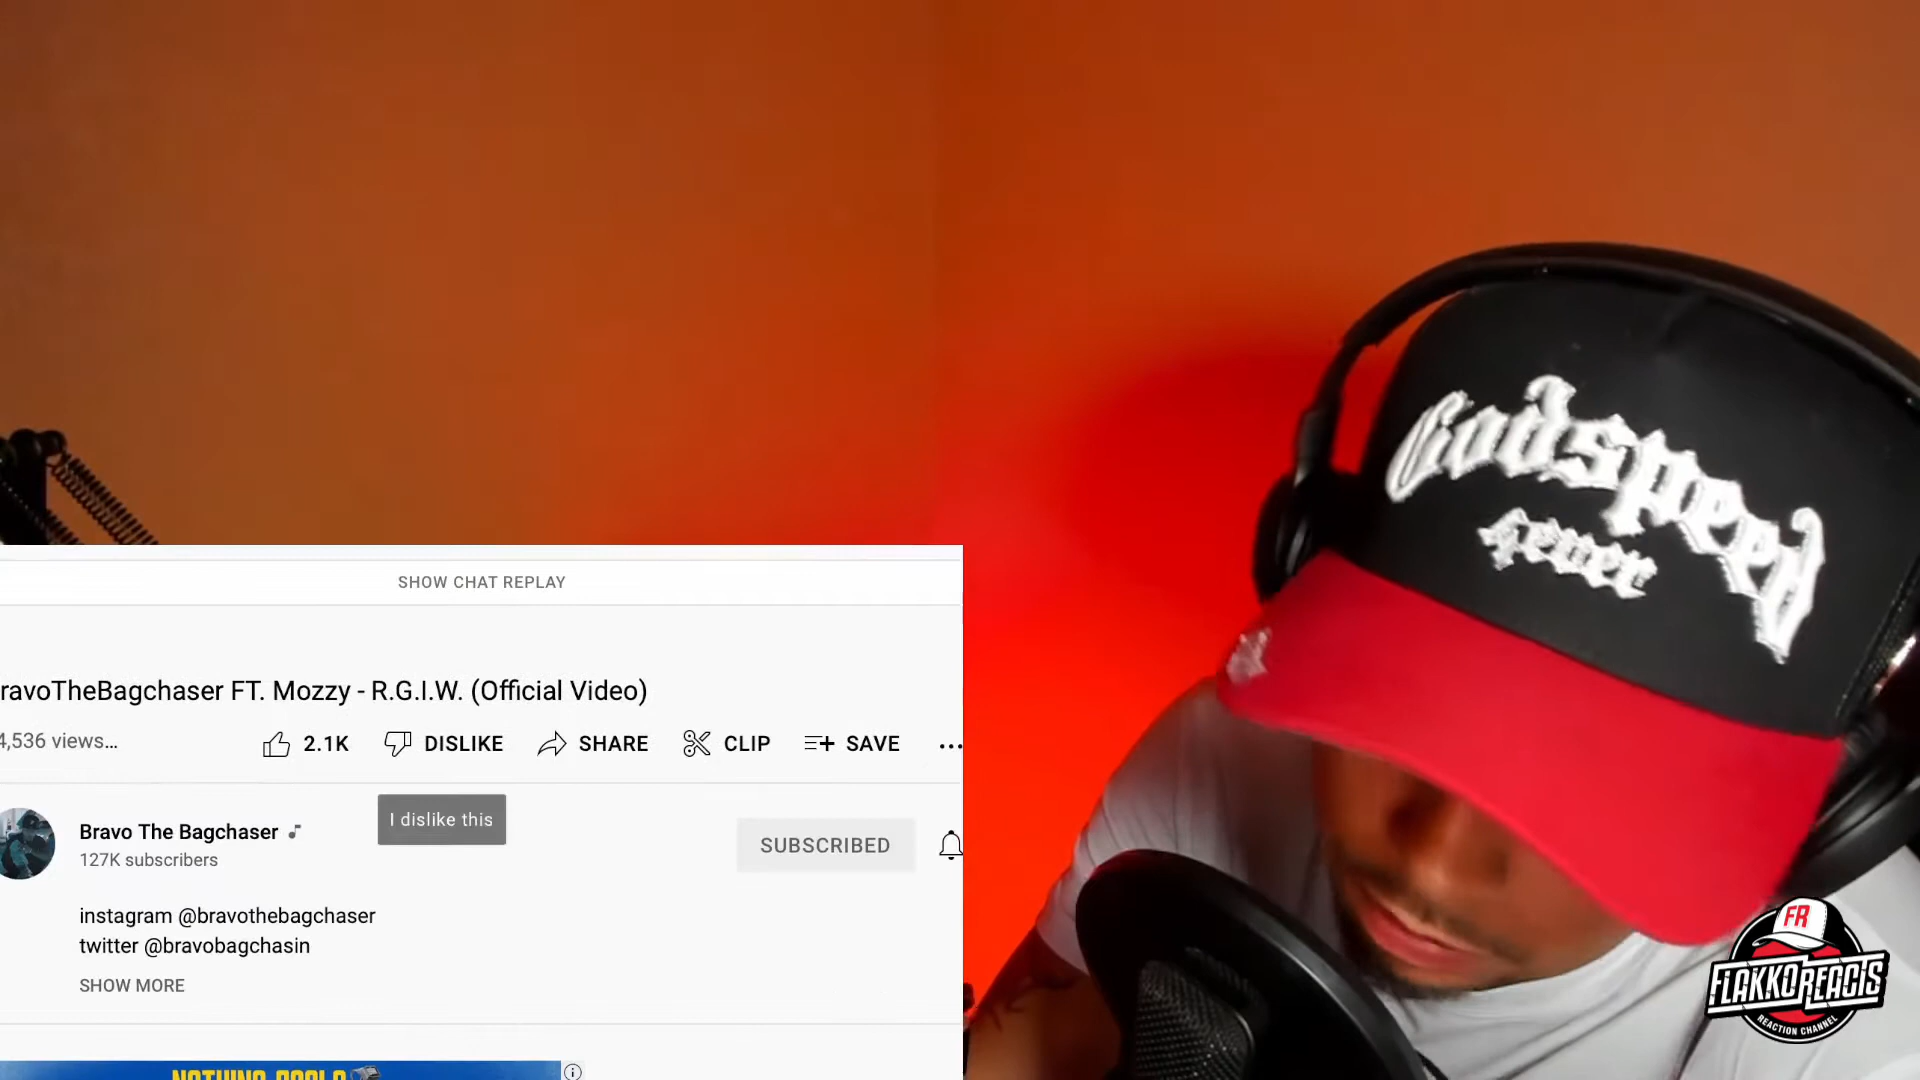 Godspeed
4ever
SHOW CHAT REPLAY
ravoTheBagchaser FT. Mozzy - R.G.I.W. (Official Video)
4,536 views...
2.1K
DISLIKE
SHARE
CLIP
SAVE
I dislike this
Bravo The Bagchaser
127K subscribers
SUBSCRIBED
instagram @bravothebagchaser
twitter @bravobagchasin
SHOW MORE
FR
FLAKKOREACTS
REACTION CHANNEL